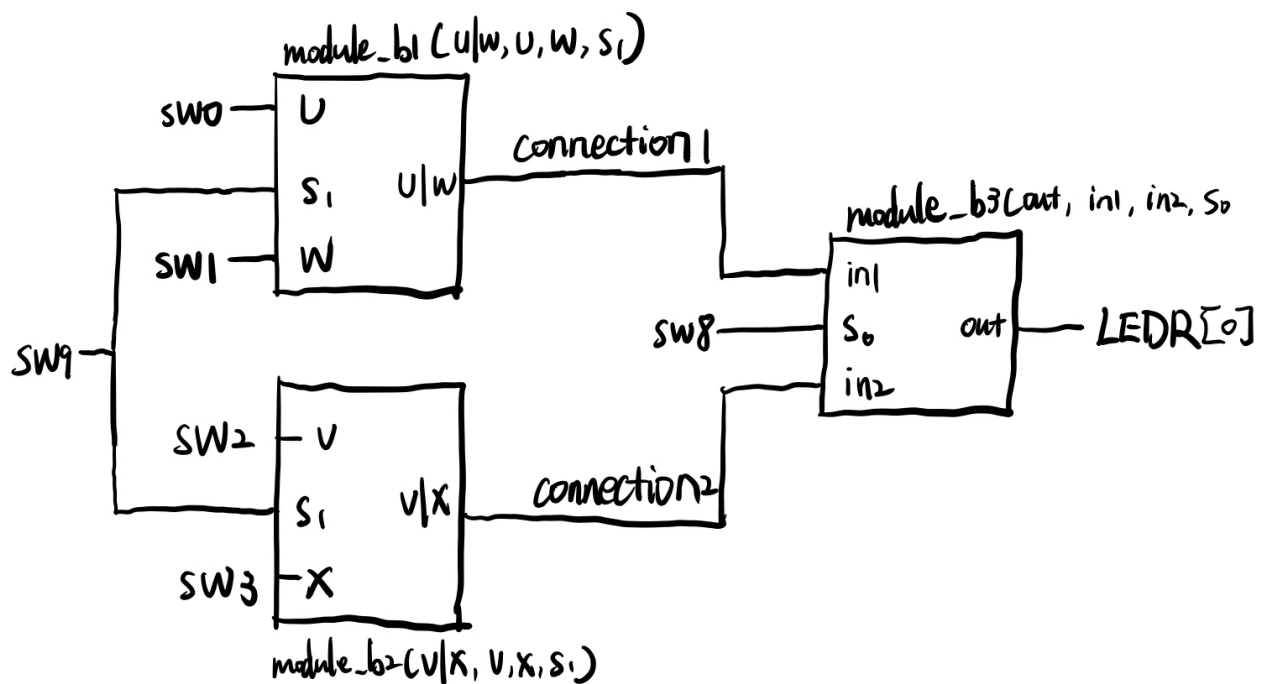 module_b1 (U|W, U, W, S1)
SW0
U
connection1
S1
U|W
module_b3(out, in1, in2, S0
SW1
W
in1
SW8
S0
out
LEDR[0]
SW9
in2
SW2
V
connection2
S1
V|X
SW3
X
module_b2(V|X, V, X, S1)